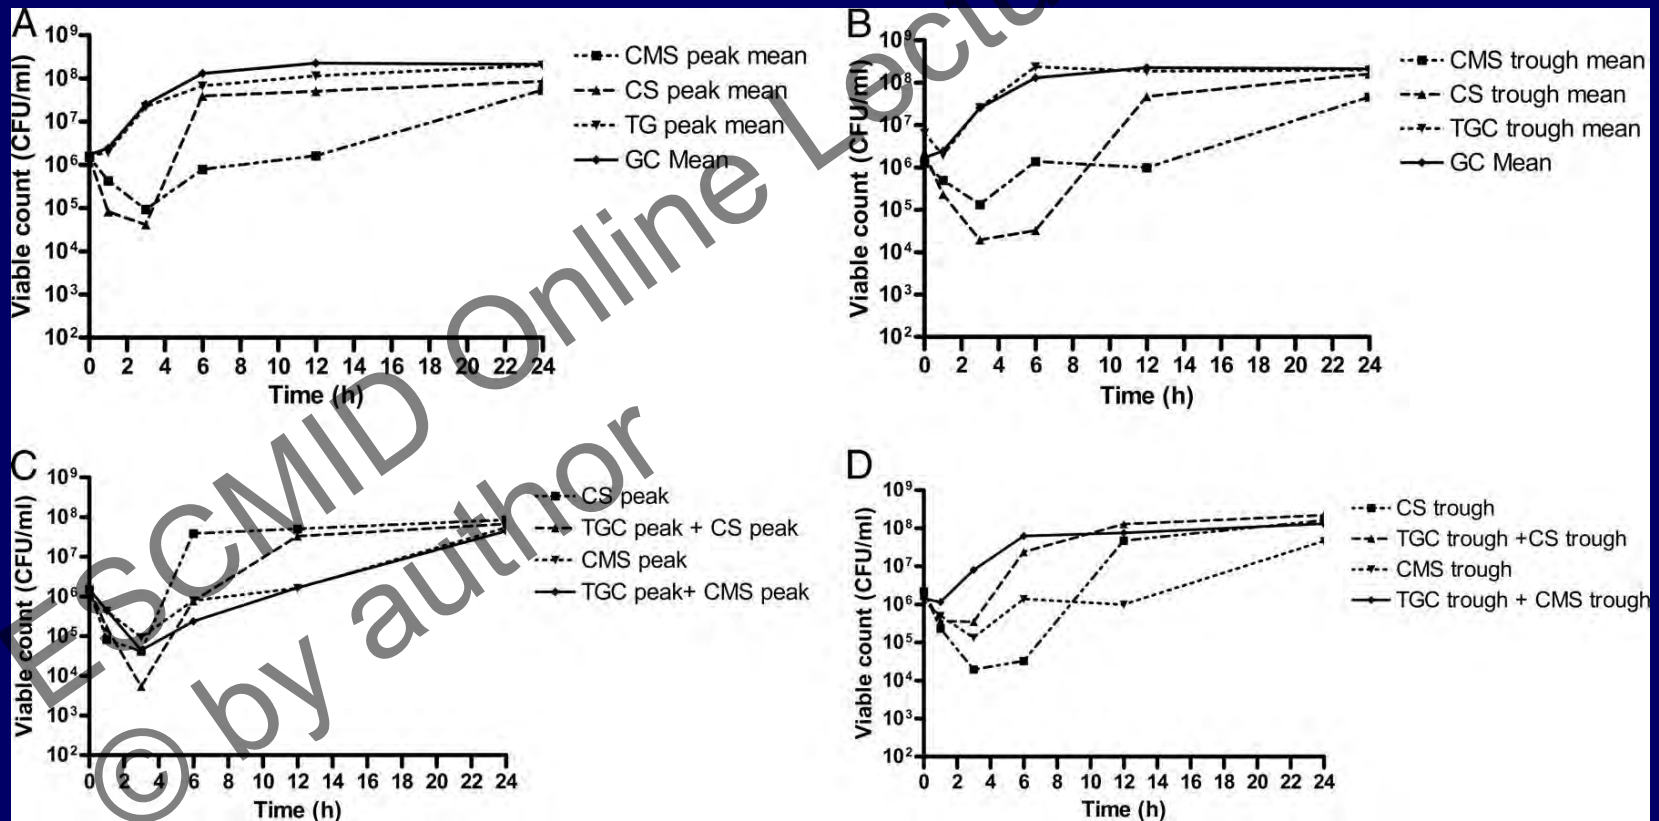 A
Viable count (CFU/ml)
10⁹
10⁸
10⁷
10⁶
10⁵
10⁴
10³
10²
0 2 4 6 8 10 12 14 16 18 20 22 24
Time (h)
CMS peak mean
CS peak mean
TG peak mean
GC Mean
B
Viable count (CFU/ml)
10⁹
10⁸
10⁷
10⁶
10⁵
10⁴
10³
10²
0 2 4 6 8 10 12 14 16 18 20 22 24
Time (h)
CMS trough mean
CS trough mean
TGC trough mean
GC Mean
C
Viable count (CFU/ml)
10⁹
10⁸
10⁷
10⁶
10⁵
10⁴
10³
10²
0 2 4 6 8 10 12 14 16 18 20 22 24
Time (h)
CS peak
TGC peak + CS peak
CMS peak
TGC peak+ CMS peak
D
Viable count (CFU/ml)
10⁹
10⁸
10⁷
10⁶
10⁵
10⁴
10³
10²
0 2 4 6 8 10 12 14 16 18 20 22 24
Time (h)
CS trough
TGC trough +CS trough
CMS trough
TGC trough + CMS trough
ESCMID Online Lectu
© by author